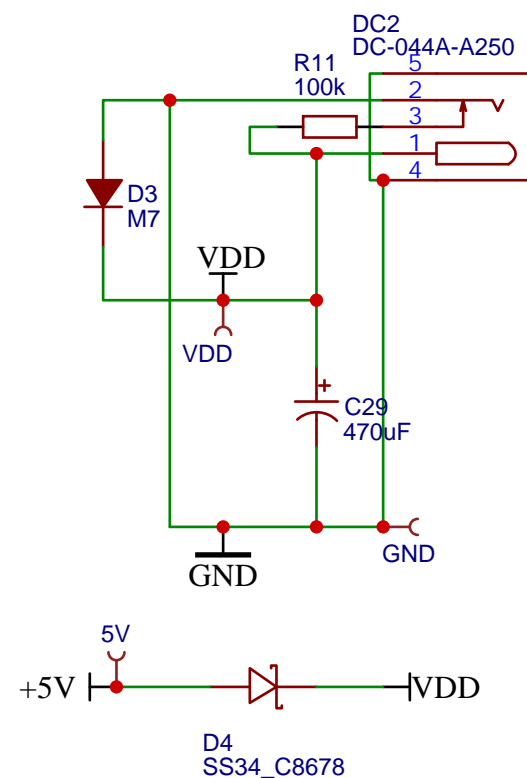 DC2
DC-044A-A250
R11
100k
5
2
3
1
4
D3
M7
VDD
VDD
+
C29
470uF
GND
GND
5V
+5V
VDD
D4
SS34_C8678